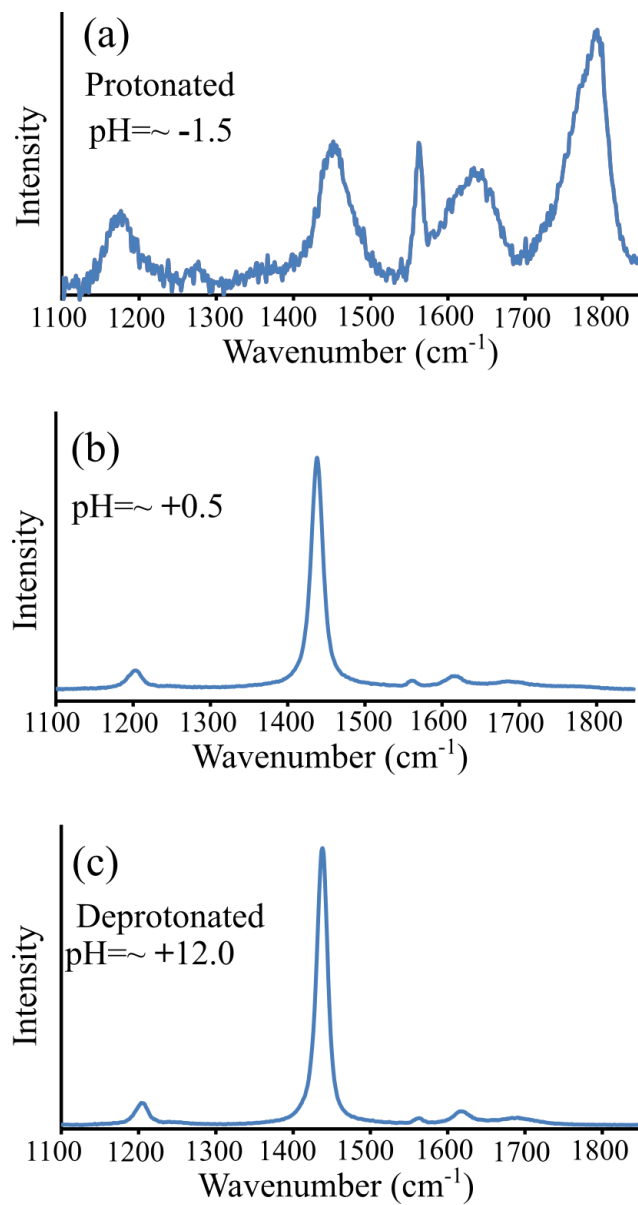 (a)
Protonated
pH=~ -1.5
Intensity
1100 1200 1300 1400 1500 1600 1700 1800
Wavenumber (cm⁻¹)
(b)
pH=~ +0.5
Intensity
1100 1200 1300 1400 1500 1600 1700 1800
Wavenumber (cm⁻¹)
(c)
Deprotonated
pH=~ +12.0
Intensity
1100 1200 1300 1400 1500 1600 1700 1800
Wavenumber (cm⁻¹)